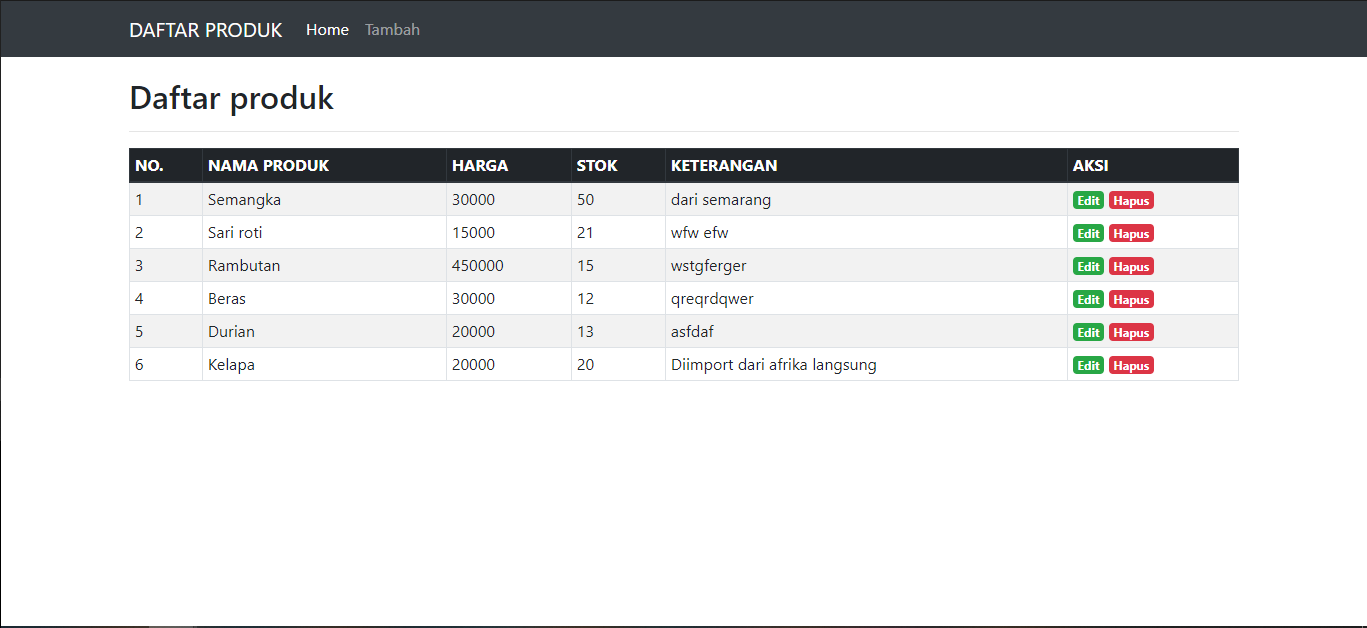 DAFTAR PRODUK Home Tambah
Daftar produk
NO. NAMA PRODUK HARGA STOK KETERANGAN AKSI
1 Semangka 30000 50 dari semarang Edit Hapus
2 Sari roti 15000 21 wfw efw Edit Hapus
3 Rambutan 450000 15 wstgferger Edit Hapus
4 Beras 30000 12 qreqrdqwer Edit Hapus
5 Durian 20000 13 asfdaf Edit Hapus
6 Kelapa 20000 20 Diimport dari afrika langsung Edit Hapus